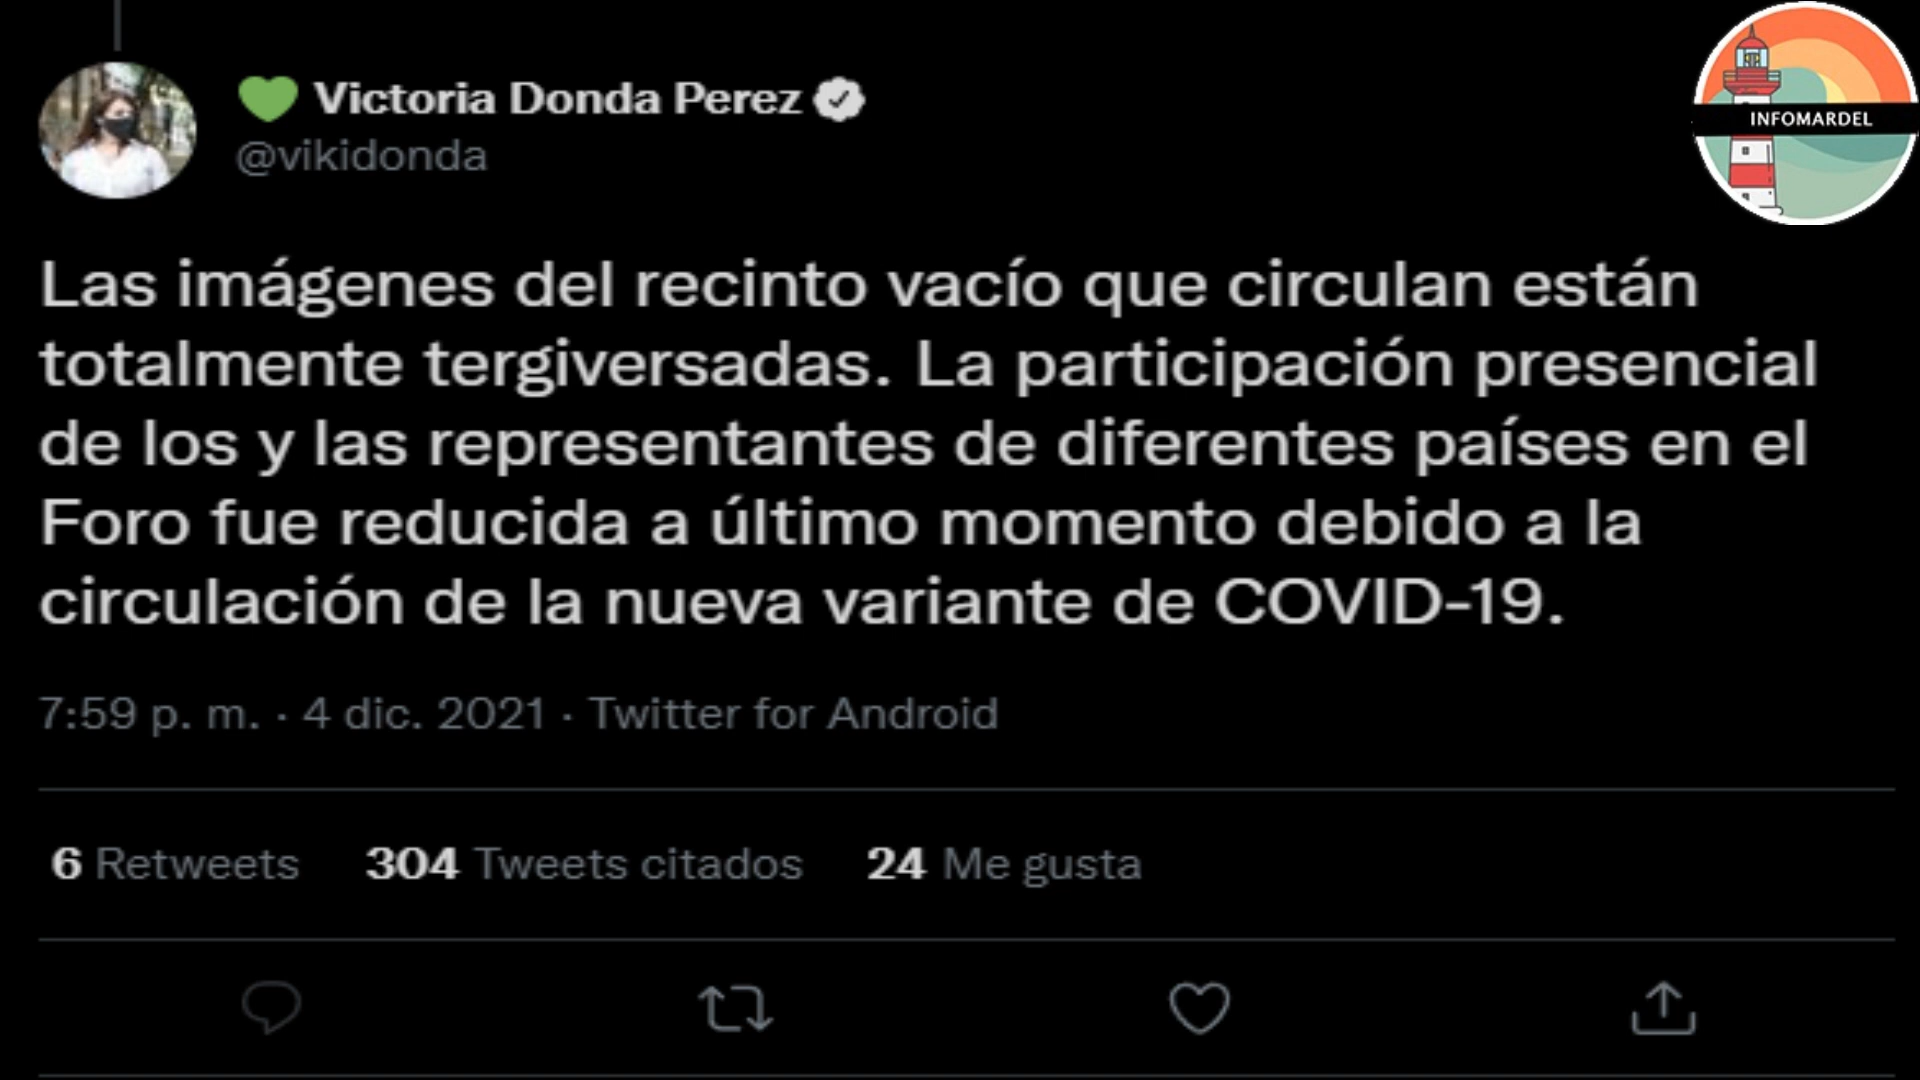 💚 Victoria Donda Perez
@vikidonda
INFOMARDEL
Las imágenes del recinto vacío que circulan están
totalmente tergiversadas. La participación presencial
de los y las representantes de diferentes países en el
Foro fue reducida a último momento debido a la
circulación de la nueva variante de COVID-19.
7:59 p. m. · 4 dic. 2021 · Twitter for Android
6 Retweets 304 Tweets citados 24 Me gusta